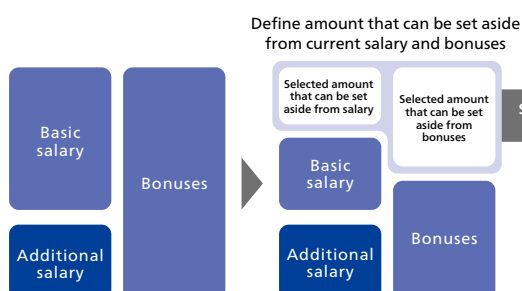 Define amount that can be set aside
from current salary and bonuses
Basic
salary
Additional
salary
Bonuses
Selected amount
that can be set
aside from salary
Selected amount
that can be set
aside from
bonuses
Basic
salary
Additional
salary
Bonuses